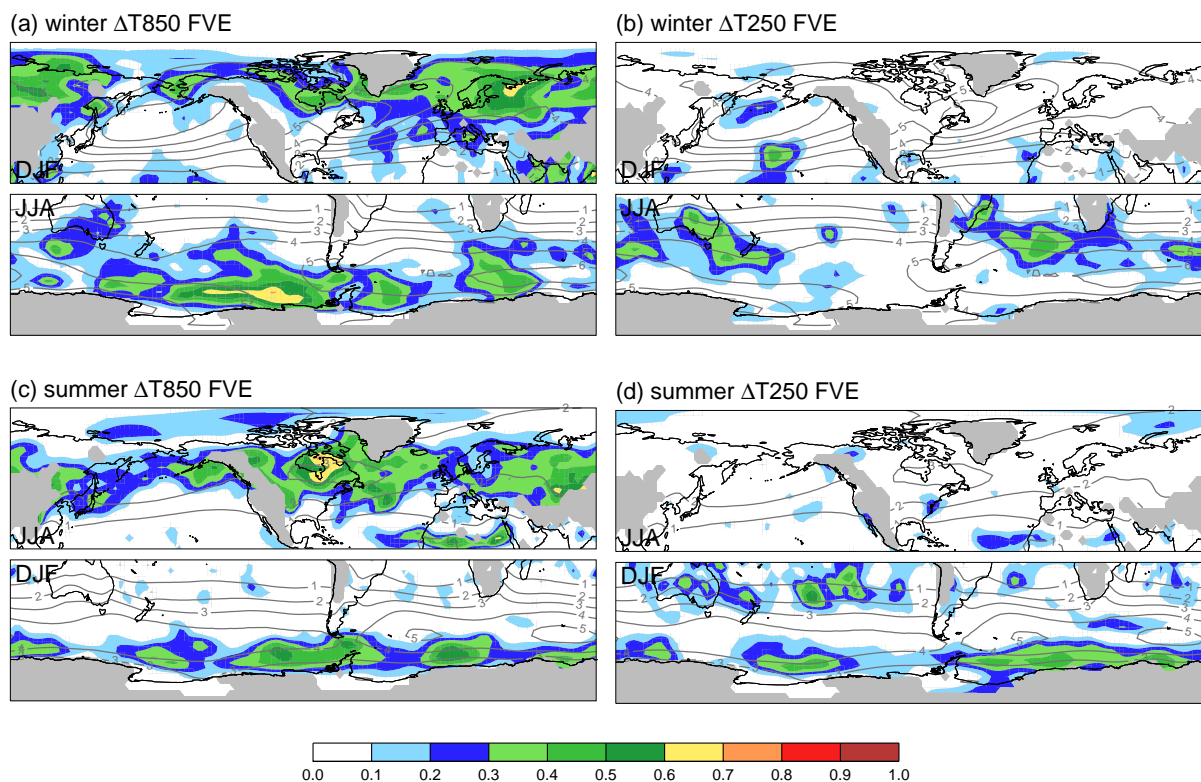 (a) winter ΔT850 FVE
(b) winter ΔT250 FVE
DJF
DJF
JJA
JJA
(c) summer ΔT850 FVE
(d) summer ΔT250 FVE
JJA
JJA
DJF
DJF
0.0 0.1 0.2 0.3 0.4 0.5 0.6 0.7 0.8 0.9 1.0